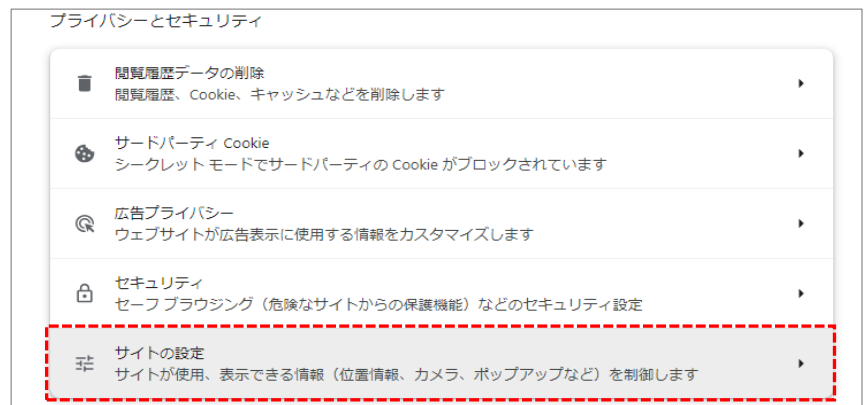 プライバシーとセキュリティ
閲覧履歴データの削除
閲覧履歴、Cookie、キャッシュなどを削除します
サードパーティ Cookie
シークレット モードでサードパーティの Cookie がブロックされています
広告プライバシー
ウェブサイトが広告表示に使用する情報をカスタマイズします
セキュリティ
セーフ ブラウジング（危険なサイトからの保護機能）などのセキュリティ設定
サイトの設定
サイトが使用、表示できる情報（位置情報、カメラ、ポップアップなど）を制御します